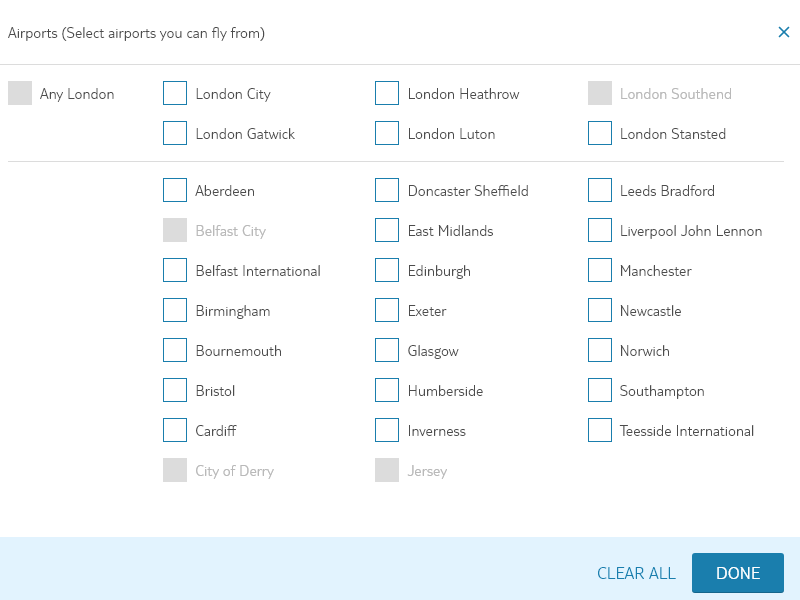 Airports (Select airports you can fly from)
Any London London City London Heathrow London Southend
London Gatwick London Luton London Stansted
Aberdeen Doncaster Sheffield Leeds Bradford
Belfast City East Midlands Liverpool John Lennon
Belfast International Edinburgh Manchester
Birmingham Exeter Newcastle
Bournemouth Glasgow Norwich
Bristol Humberside Southampton
Cardiff Inverness Teesside International
City of Derry Jersey
CLEAR ALL DONE